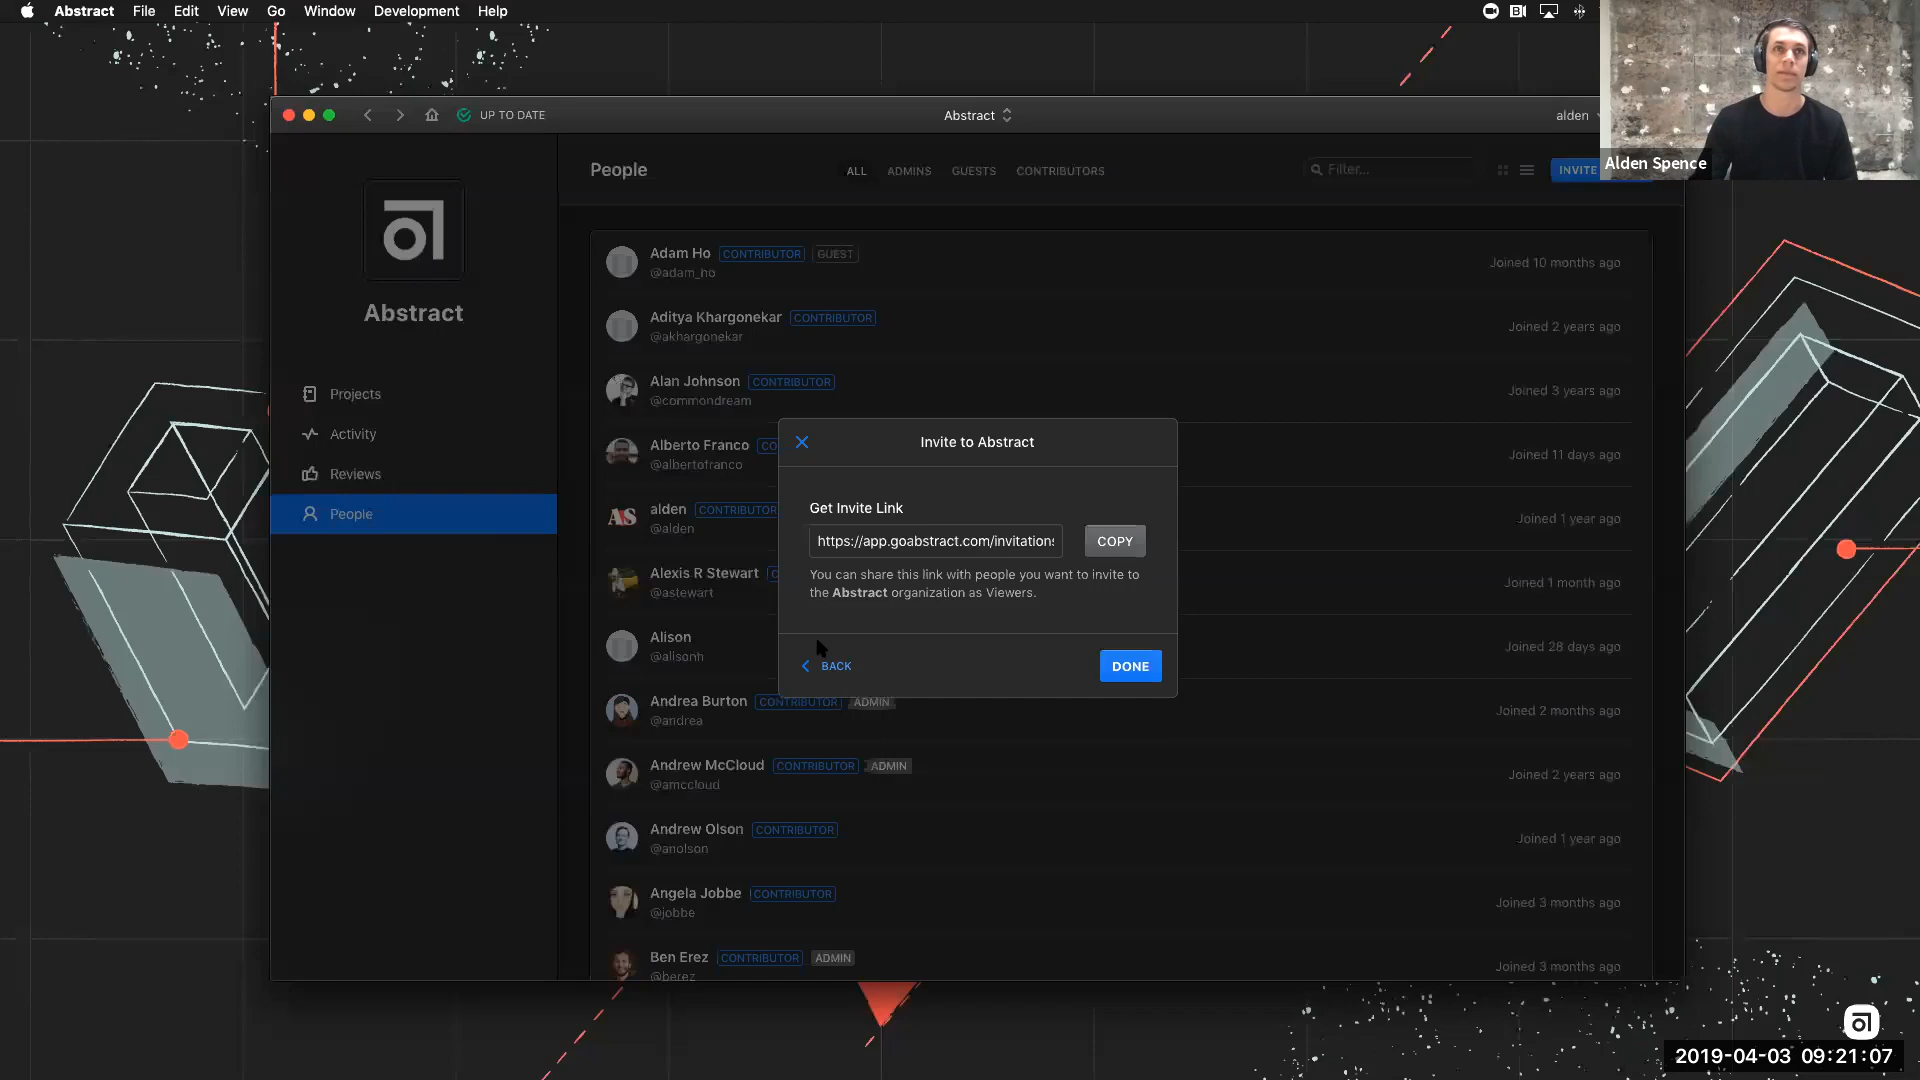 Abstract File Edit View Go Window Development Help
UP TO DATE
Abstract
alden
Alden Spence
People
ALL ADMINS GUESTS CONTRIBUTORS
Filter...
INVITE
Abstract
Projects
Activity
Reviews
People
Adam Ho CONTRIBUTOR GUEST
@adam_ho
Joined 10 months ago
Aditya Khargonekar CONTRIBUTOR
@akhargonekar
Joined 2 years ago
Alan Johnson CONTRIBUTOR
@commondream
Joined 3 years ago
Alberto Franco CO
@albertofranco
Joined 11 days ago
AS
alden CONTRIBUTOR
@alden
Joined 1 year ago
Alexis R Stewart C
@astewart
Joined 1 month ago
Alison
@alisonh
Joined 28 days ago
Andrea Burton CONTRIBUTOR ADMIN
@andrea
Joined 2 months ago
Andrew McCloud CONTRIBUTOR ADMIN
@amccloud
Joined 2 years ago
Andrew Olson CONTRIBUTOR
@anolson
Joined 1 year ago
Angela Jobbe CONTRIBUTOR
@jobbe
Joined 3 months ago
Ben Erez CONTRIBUTOR ADMIN
@berez
Joined 3 months ago
Invite to Abstract
Get Invite Link
https://app.goabstract.com/invitations
COPY
You can share this link with people you want to invite to
the Abstract organization as Viewers.
BACK
DONE
2019-04-03 09:21:07